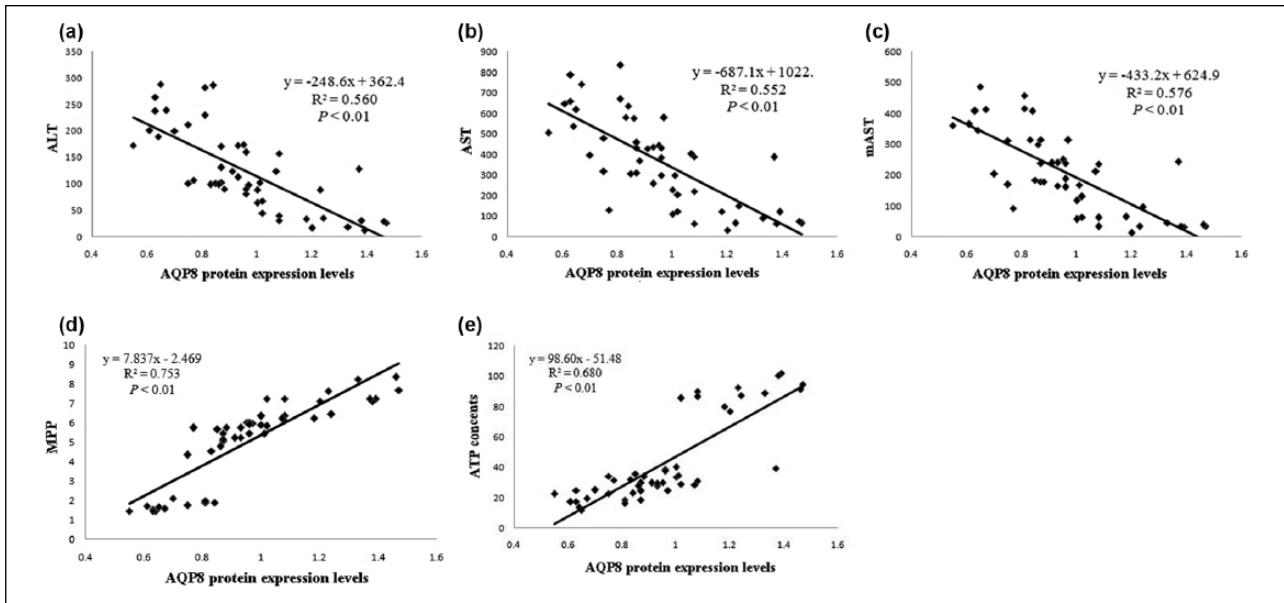 (a)
350
300
250
200
150
100
50
0
ALT
y = -248.6x + 362.4
R² = 0.560
P < 0.01
0.4 0.6 0.8 1 1.2 1.4 1.6
AQP8 protein expression levels
(b)
900
800
700
600
500
400
300
200
100
0
AST
y = -687.1x + 1022.
R² = 0.552
P < 0.01
0.4 0.6 0.8 1 1.2 1.4 1.6
AQP8 protein expression levels
(c)
600
500
400
300
200
100
0
mAST
y = -433.2x + 624.9
R² = 0.576
P < 0.01
0.4 0.6 0.8 1 1.2 1.4 1.6
AQP8 protein expression levels
(d)
10
9
8
7
6
5
4
3
2
1
0
MPP
y = 7.837x - 2.469
R² = 0.753
P < 0.01
0.4 0.6 0.8 1 1.2 1.4 1.6
AQP8 protein expression levels
(e)
120
100
80
60
40
20
0
ATP concents
y = 98.60x - 51.48
R² = 0.680
P < 0.01
0.4 0.6 0.8 1 1.2 1.4 1.6
AQP8 protein expression levels